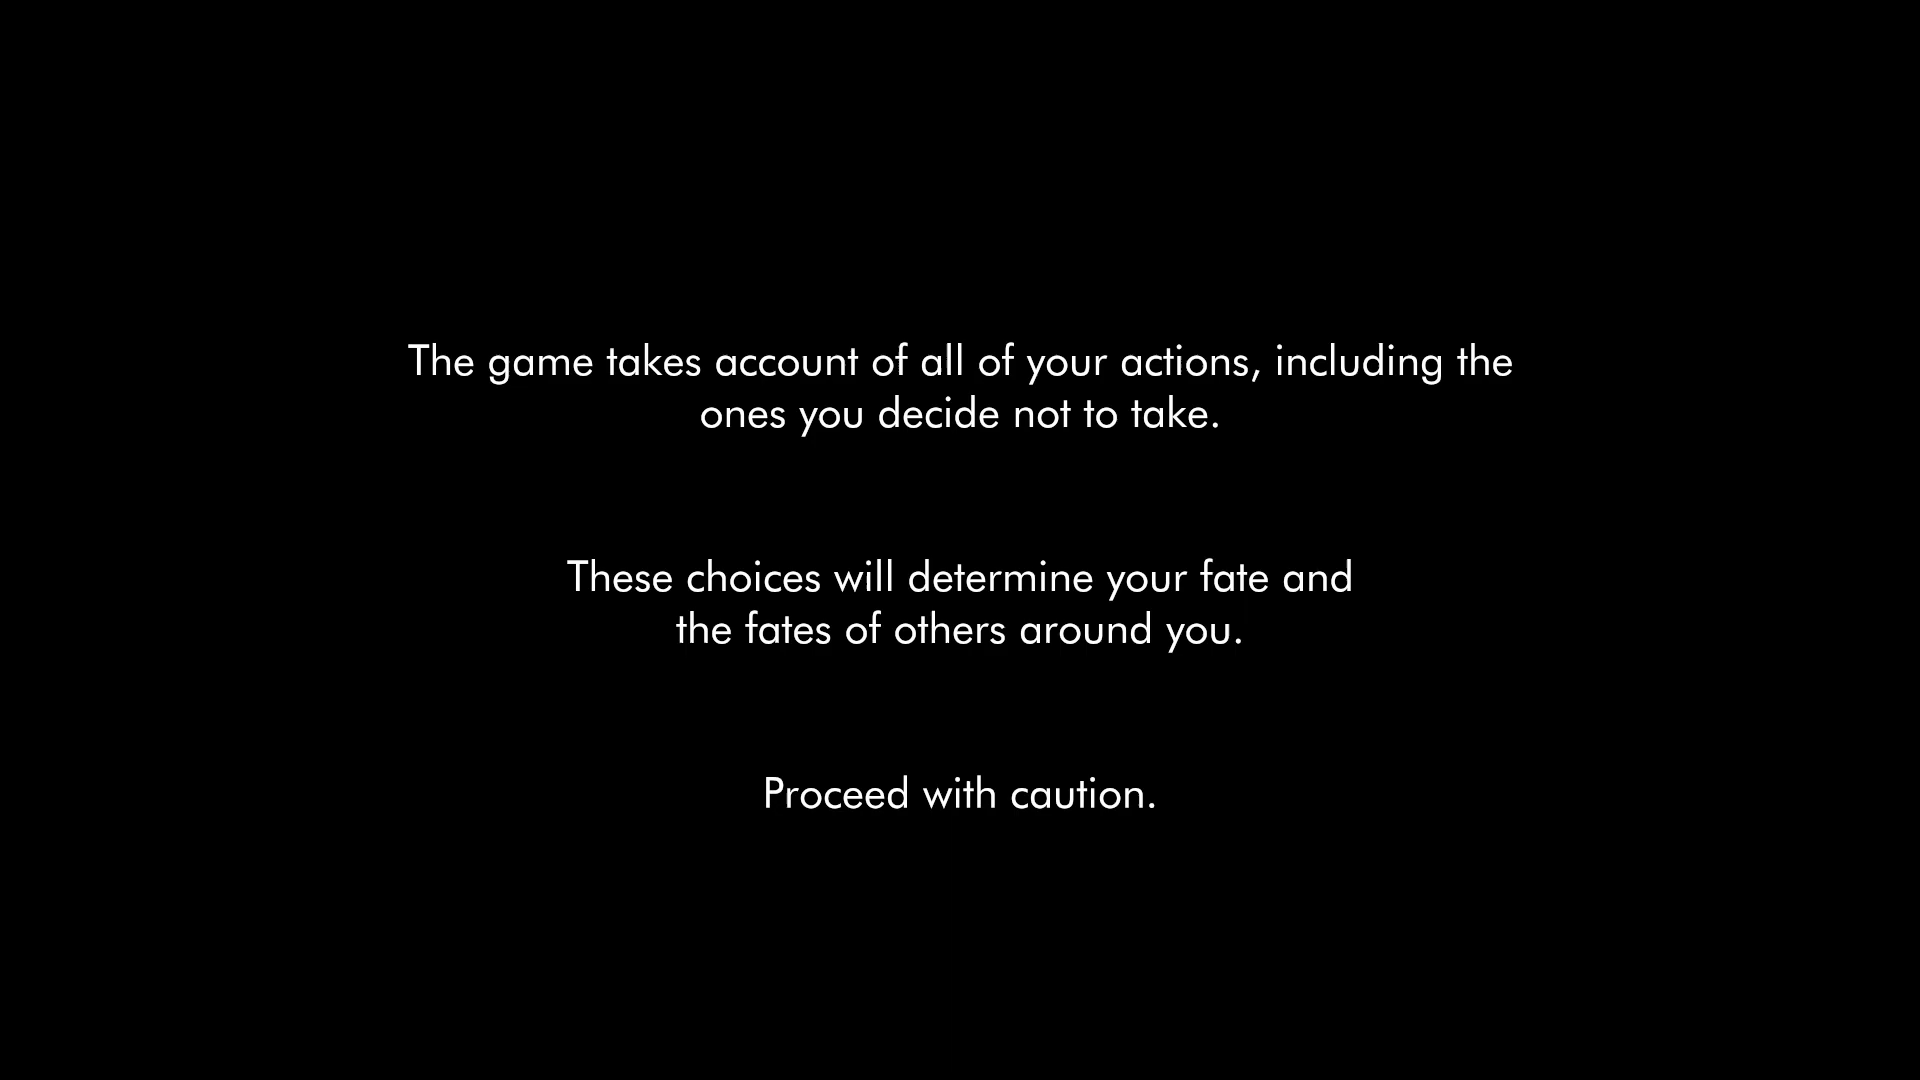 The game takes account of all of your actions, including the
ones you decide not to take.
These choices will determine your fate and
the fates of others around you.
Proceed with caution.